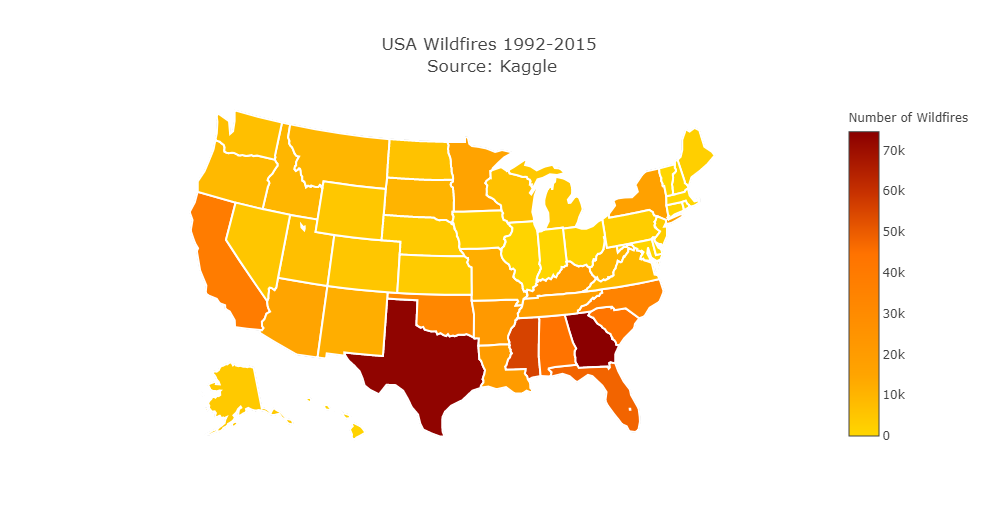 USA Wildfires 1992-2015
Source: Kaggle
Number of Wildfires
70k
60k
50k
40k
30k
20k
10k
0